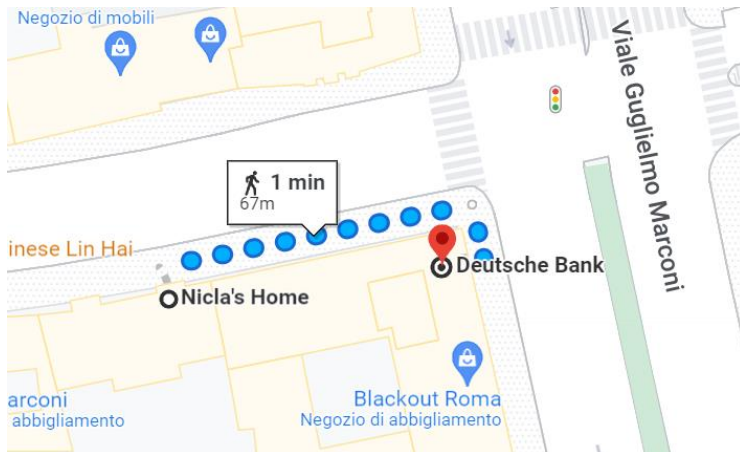 Negozio di mobili
Viale Guglielmo Marconi
1 min
67m
inese Lin Hai
Deutsche Bank
Nicla's Home
arconi
abbigliamento
Blackout Roma
Negozio di abbigliamento